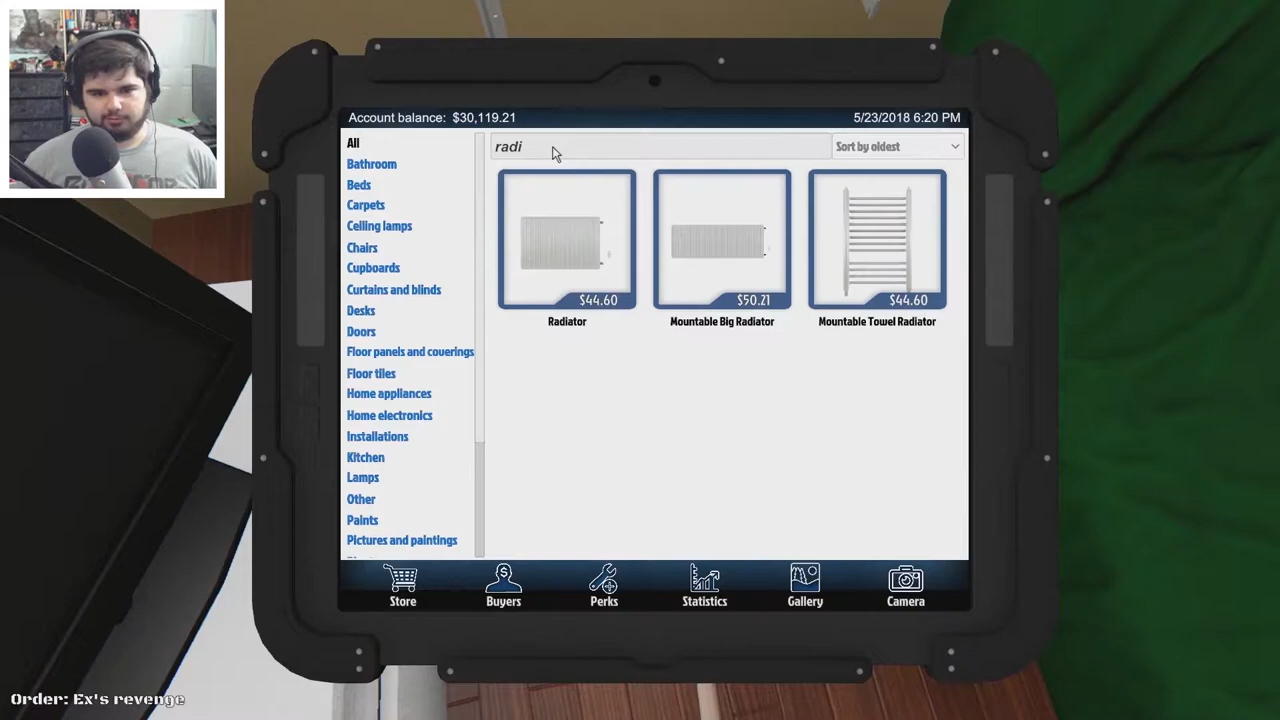 Account balance: $30,119.21
5/23/2018 6:20 PM
All
Bathroom
Beds
Carpets
Ceiling lamps
Chairs
Cupboards
Curtains and blinds
Desks
Doors
Floor panels and coverings
Floor tiles
Home appliances
Home electronics
Installations
Kitchen
Lamps
Other
Paints
Pictures and paintings
radi
Sort by oldest
$44.60
$50.21
$44.60
Radiator
Mountable Big Radiator
Mountable Towel Radiator
Store
Buyers
Perks
Statistics
Gallery
Camera
Order: Ex's revenge